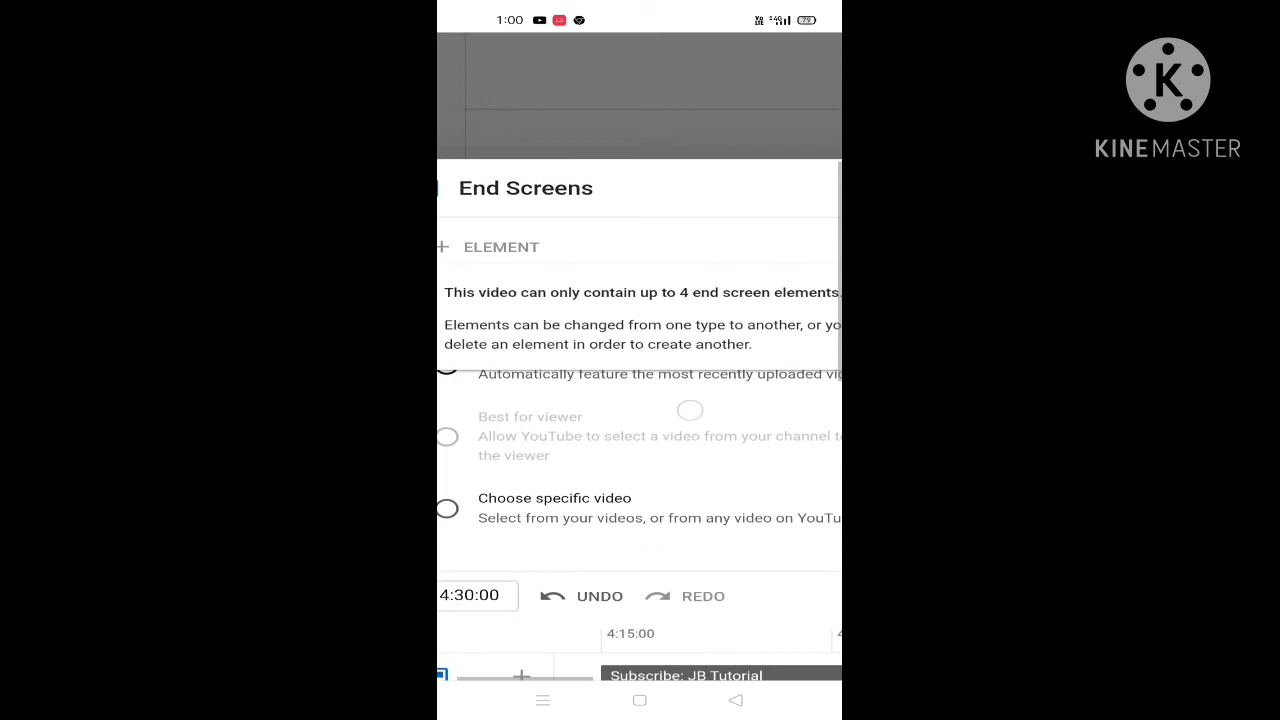 1:00
79
K
KINEMASTER
End Screens
+ ELEMENT
This video can only contain up to 4 end screen elements.
Elements can be changed from one type to another, or yo
delete an element in order to create another.
Automatically feature the most recently uploaded vi
Best for viewer
Allow YouTube to select a video from your channel t
the viewer
Choose specific video
Select from your videos, or from any video on YouTu
4:30:00
UNDO
REDO
4:15:00
4
Subscribe: JB Tutorial